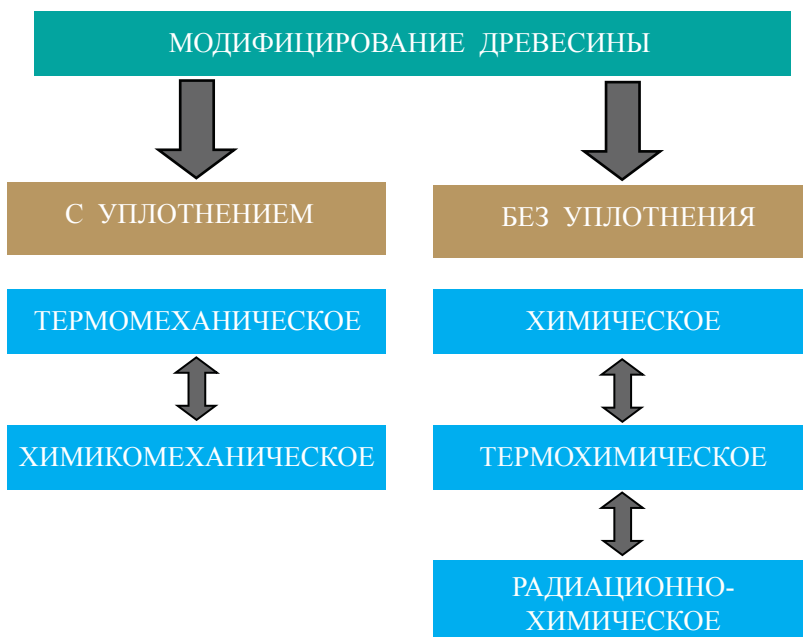 МОДИФИЦИРОВАНИЕ ДРЕВЕСИНЫ
С УПЛОТНЕНИЕМ
БЕЗ УПЛОТНЕНИЯ
ТЕРМОМЕХАНИЧЕСКОЕ
ХИМИЧЕСКОЕ
ХИМИКОМЕХАНИЧЕСКОЕ
ТЕРМОХИМИЧЕСКОЕ
РАДИАЦИОННО-
ХИМИЧЕСКОЕ